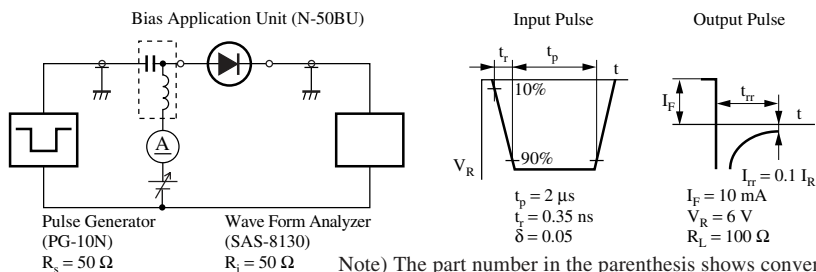 Bias Application Unit (N-50BU)
A
Pulse Generator
(PG-10N)
R_s = 50 Ω
Wave Form Analyzer
(SAS-8130)
R_i = 50 Ω
Input Pulse
t_r
t_p
t
10%
V_R
90%
t_p = 2 μs
t_r = 0.35 ns
δ = 0.05
Output Pulse
I_F
t_rr
t
I_rr = 0.1 I_R
I_F = 10 mA
V_R = 6 V
R_L = 100 Ω
Note) The part number in the parenthesis shows conver